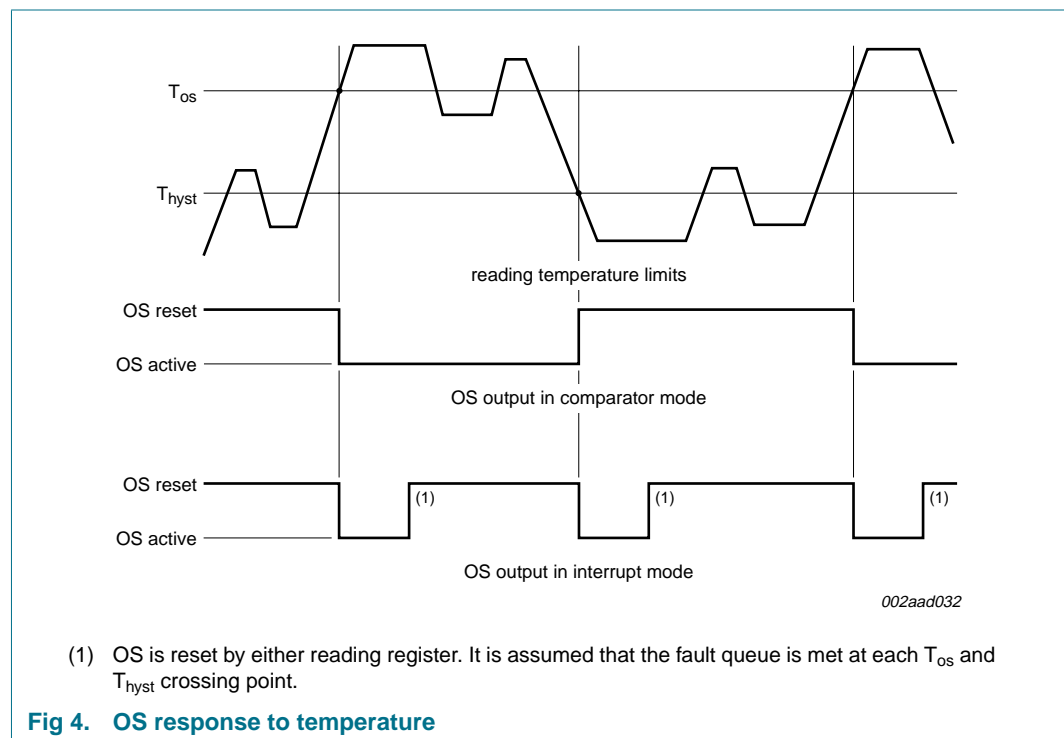 Tos
Thyst
reading temperature limits
OS reset
OS active
OS output in comparator mode
OS reset
(1)
(1)
(1)
OS active
OS output in interrupt mode
002aad032
(1) OS is reset by either reading register. It is assumed that the fault queue is met at each Tos and
Thyst crossing point.
Fig 4. OS response to temperature